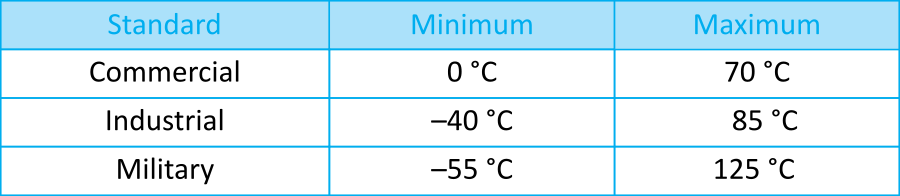 Standard Minimum Maximum
Commercial 0 °C 70 °C
Industrial –40 °C 85 °C
Military –55 °C 125 °C